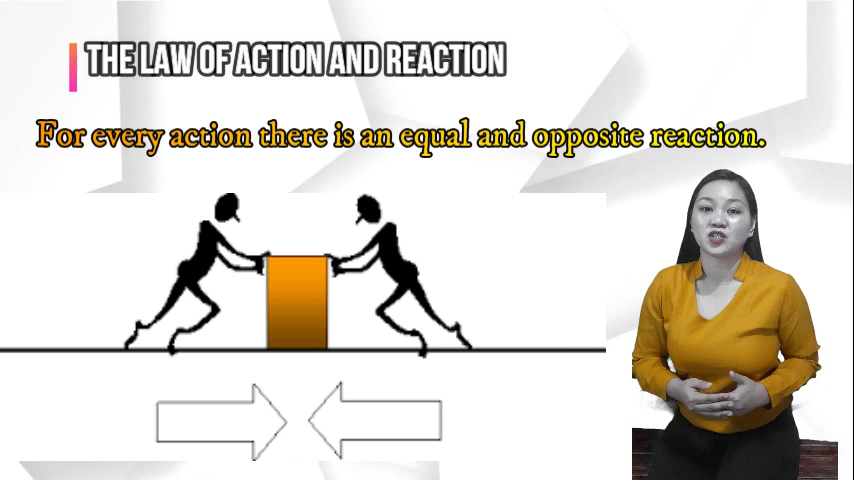 THE LAW OF ACTION AND REACTION
For every action there is an equal and opposite reaction.